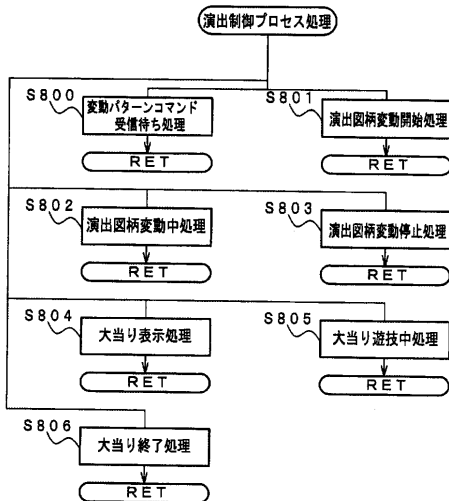 演出制御プロセス処理
S800
変動パターンコマンド
受信待ち処理
RET
S801
演出図柄変動開始処理
RET
S802
演出図柄変動中処理
RET
S803
演出図柄変動停止処理
RET
S804
大当り表示処理
RET
S805
大当り遊技中処理
RET
S806
大当り終了処理
RET